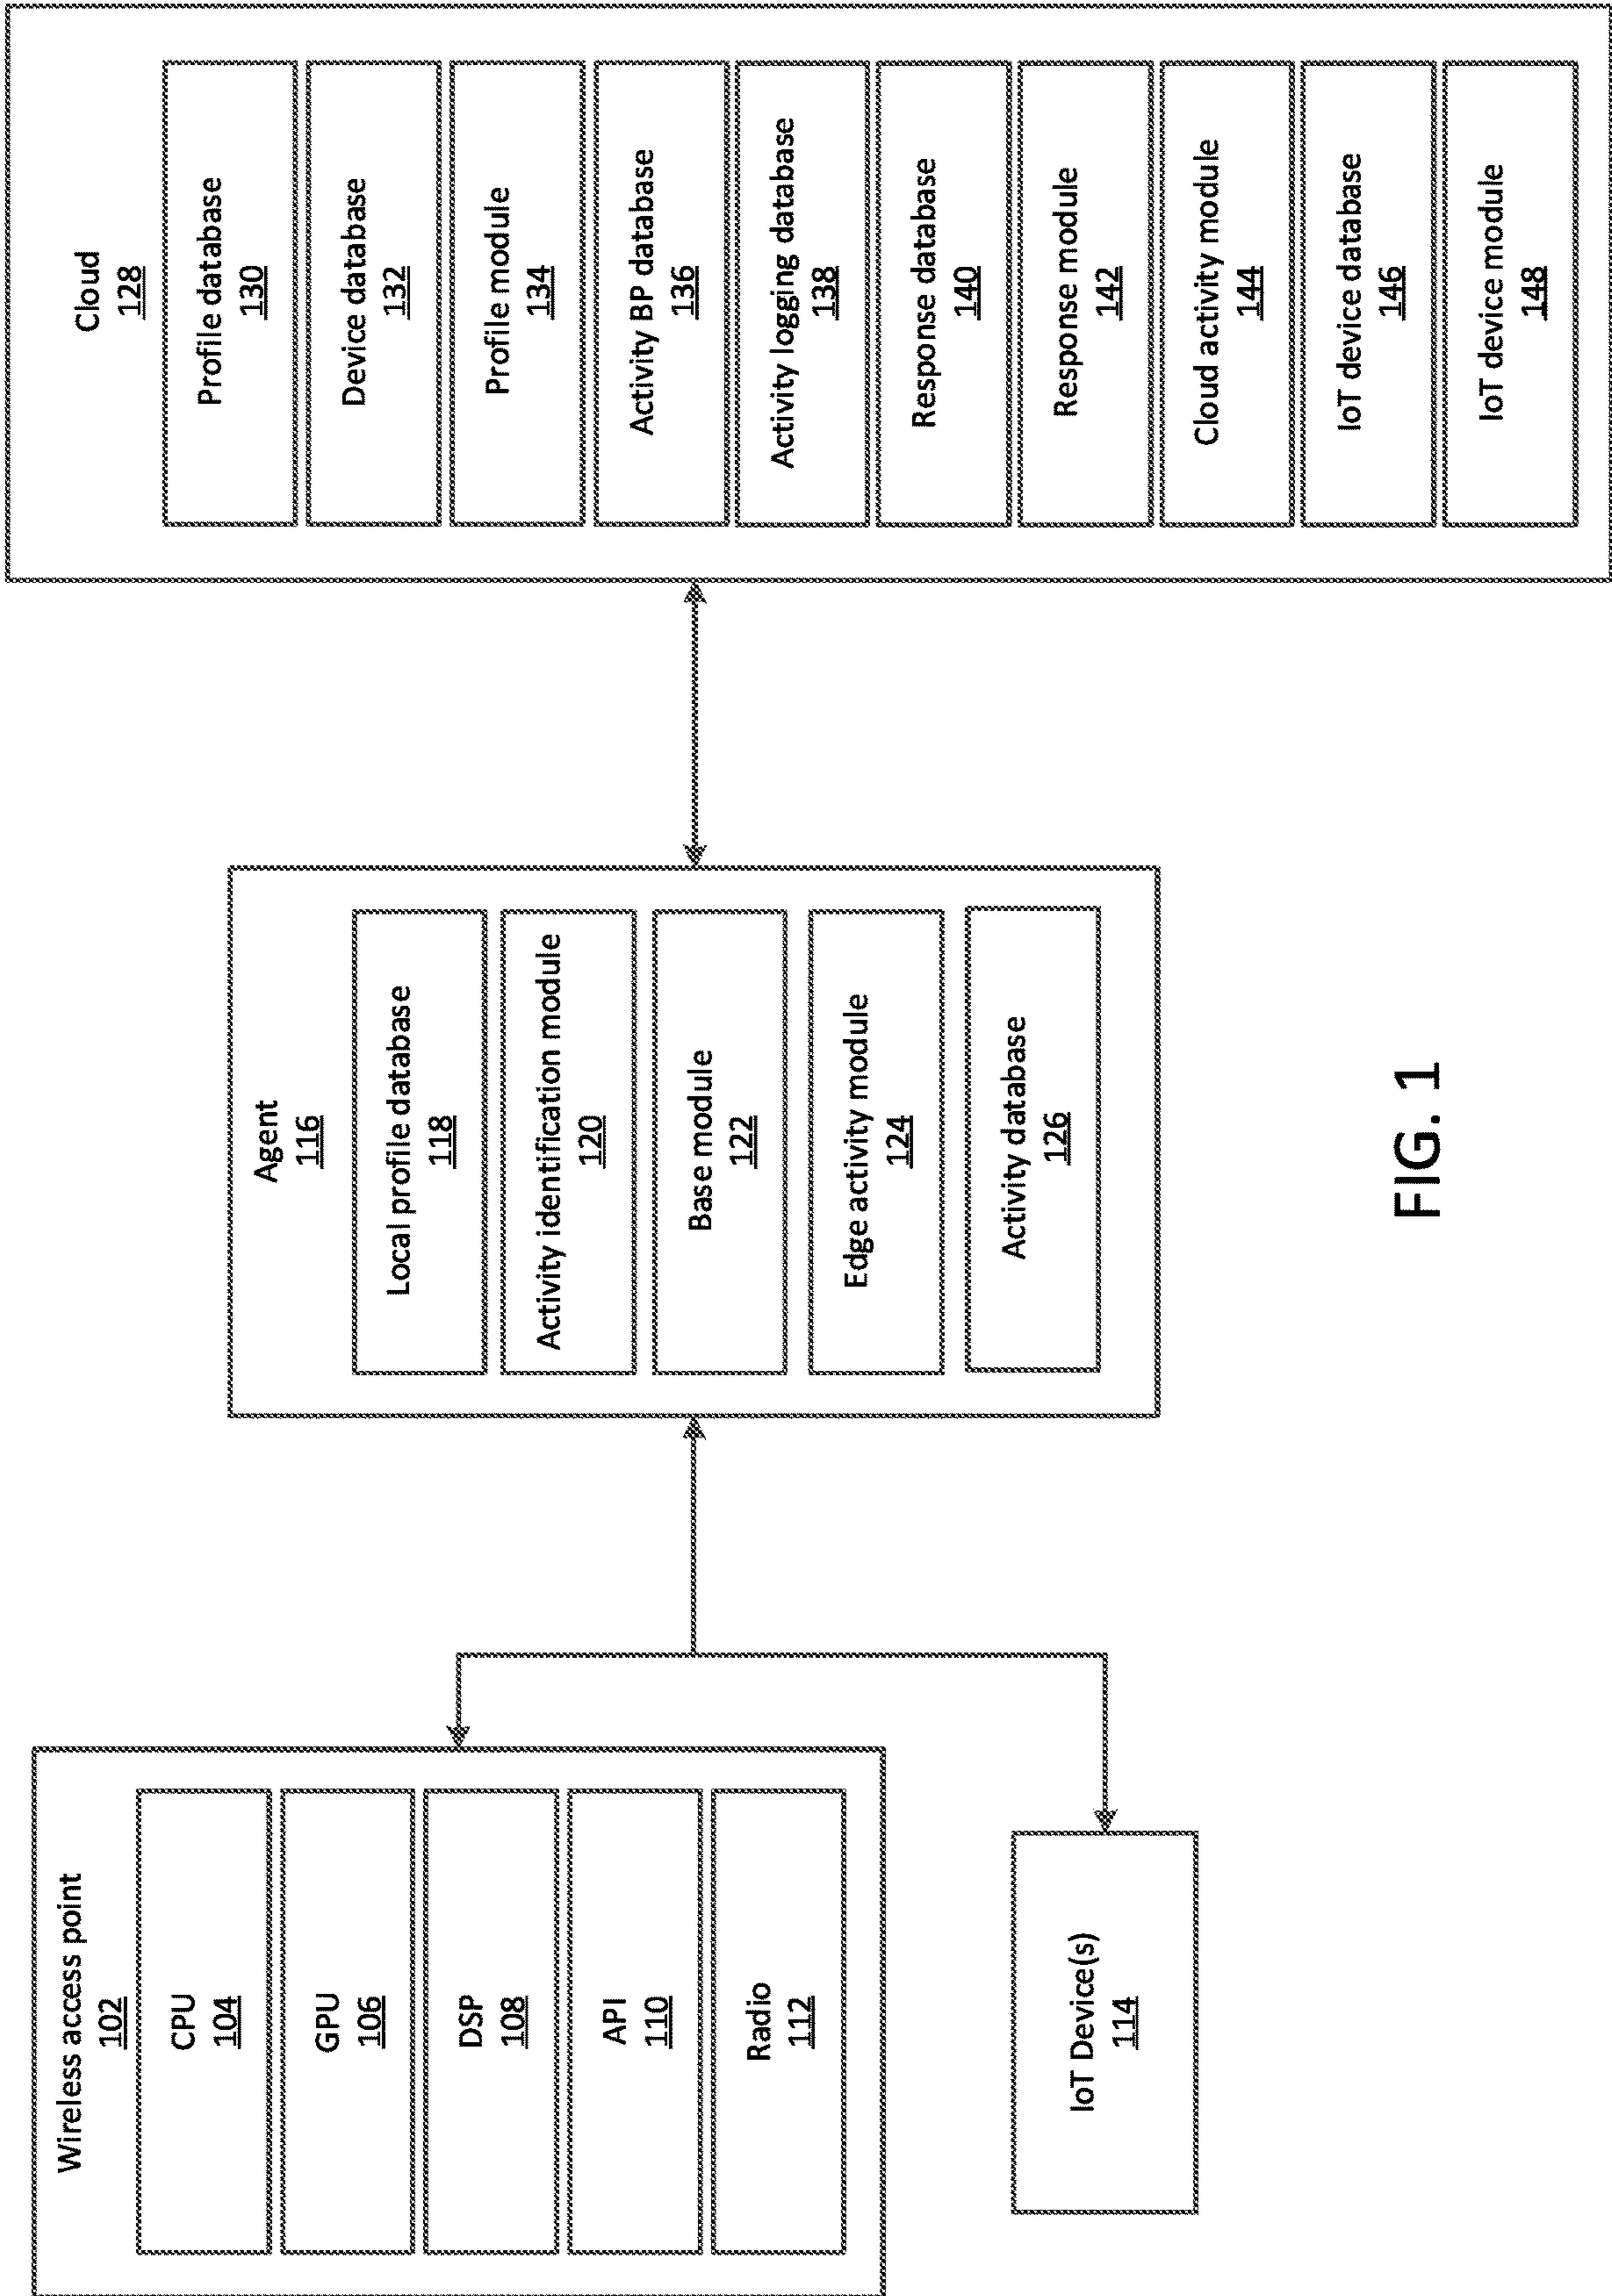 Wireless access point
102
CPU
104
GPU
106
DSP
108
API
110
Radio
112
IoT Device(s)
114
Agent
116
Local profile database
118
Activity identification module
120
Base module
122
Edge activity module
124
Activity database
126
Cloud
128
Profile database
130
Device database
132
Profile module
134
Activity BP database
136
Activity logging database
138
Response database
140
Response module
142
Cloud activity module
144
IoT device database
146
IoT device module
148
FIG. 1